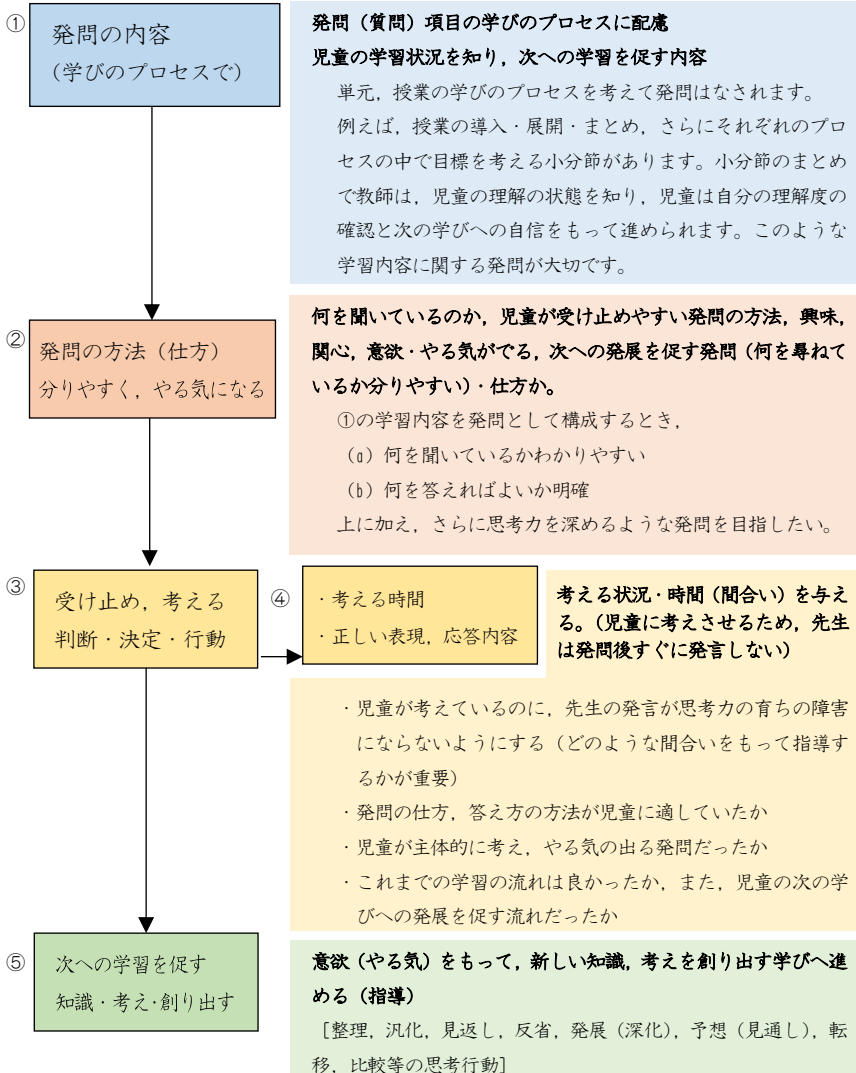 ①
発問の内容
(学びのプロセスで)
発問（質問）項目の学びのプロセスに配慮
児童の学習状況を知り，次への学習を促す内容
単元，授業の学びのプロセスを考えて発問はなされます。
例えば，授業の導入・展開・まとめ，さらにそれぞれのプロ
セスの中で目標を考える小分節があります。小分節のまとめ
で教師は，児童の理解の状態を知り，児童は自分の理解度の
確認と次の学びへの自信をもって進められます。このような
学習内容に関する発問が大切です。
②
発問の方法（仕方）
分りやすく，やる気になる
何を聞いているのか，児童が受け止めやすい発問の方法，興味，
関心，意欲・やる気がでる，次への発展を促す発問（何を尋ねて
いるか分りやすい）・仕方か。
①の学習内容を発問として構成するとき，
（a）何を聞いているかわかりやすい
（b）何を答えればよいか明確
上に加え，さらに思考力を深めるような発問を目指したい。
③
受け止め，考える
判断・決定・行動
④
・考える時間
・正しい表現，応答内容
考える状況・時間（間合い）を与え
る。（児童に考えさせるため，先生
は発問後すぐに発言しない）
・児童が考えているのに，先生の発言が思考力の育ちの障害
にならないようにする（どのような間合いをもって指導す
るかが重要）
・発問の仕方，答え方の方法が児童に適していたか
・児童が主体的に考え，やる気の出る発問だったか
・これまでの学習の流れは良かったか，また，児童の次の学
びへの発展を促す流れだったか
⑤
次への学習を促す
知識・考え・創り出す
意欲（やる気）をもって，新しい知識，考えを創り出す学びへ進
める（指導）
［整理，汎化，見返し，反省，発展（深化），予想（見通し），転
移，比較等の思考行動］